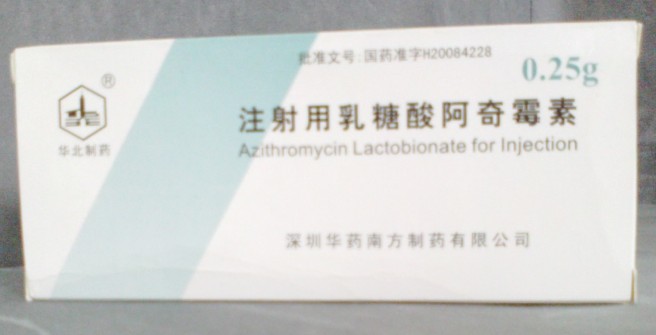 批准文号:国药准字H20084228
0.25g
®
华北制药
注射用乳糖酸阿奇霉素
Azithromycin Lactobionate for Injection
深圳华药南方制药有限公司